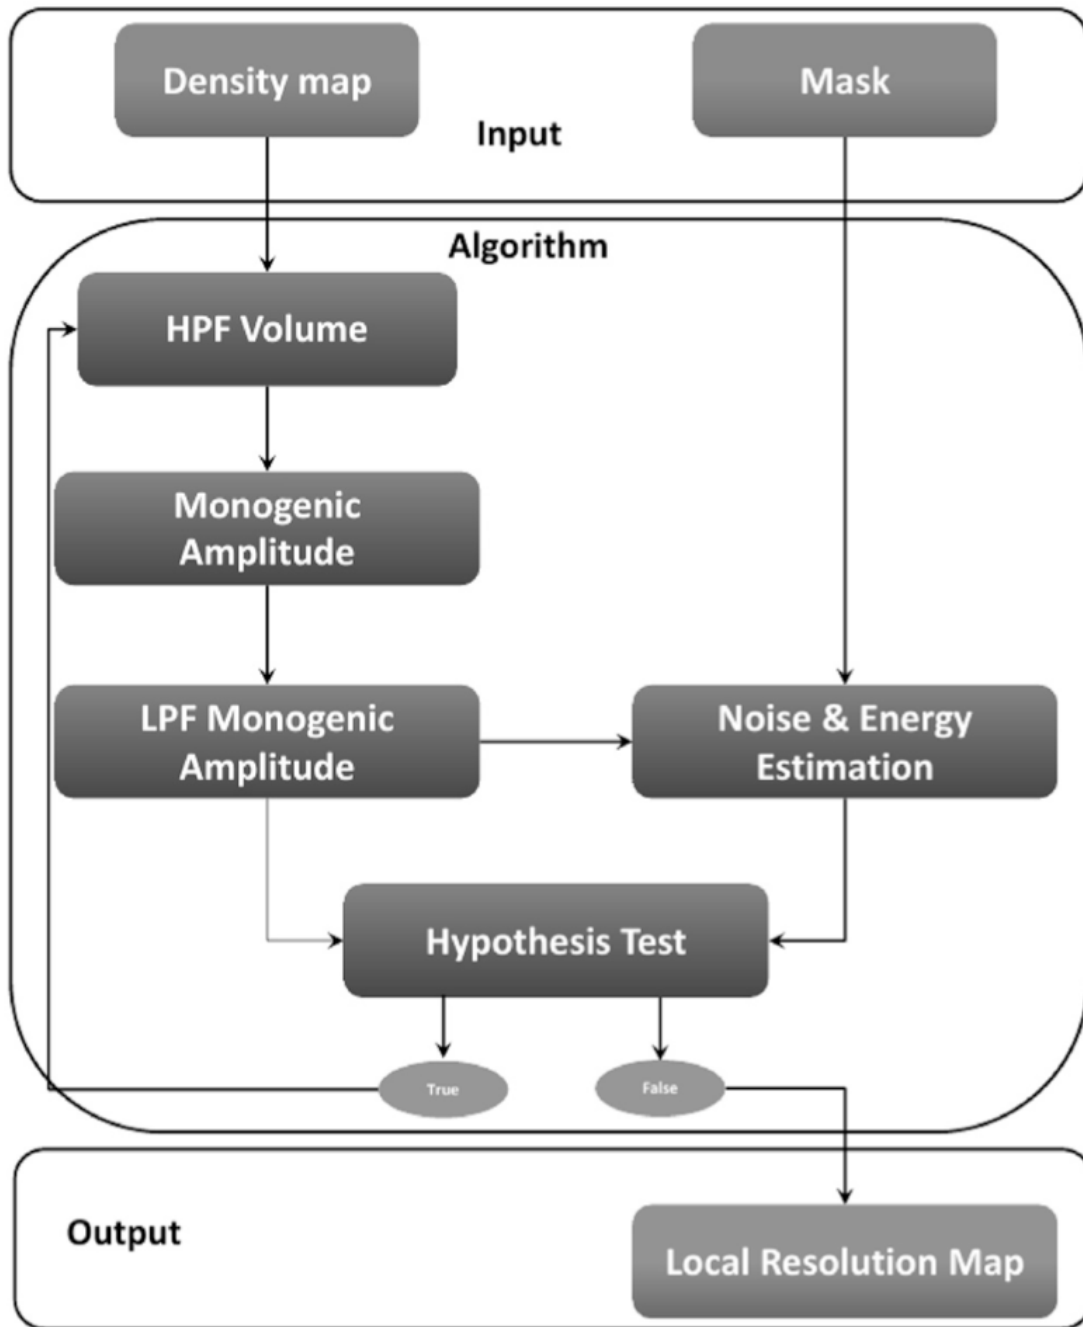 Density map
Mask
Input
Algorithm
HPF Volume
Monogenic
Amplitude
LPF Monogenic
Amplitude
Noise & Energy
Estimation
Hypothesis Test
True
False
Output
Local Resolution Map